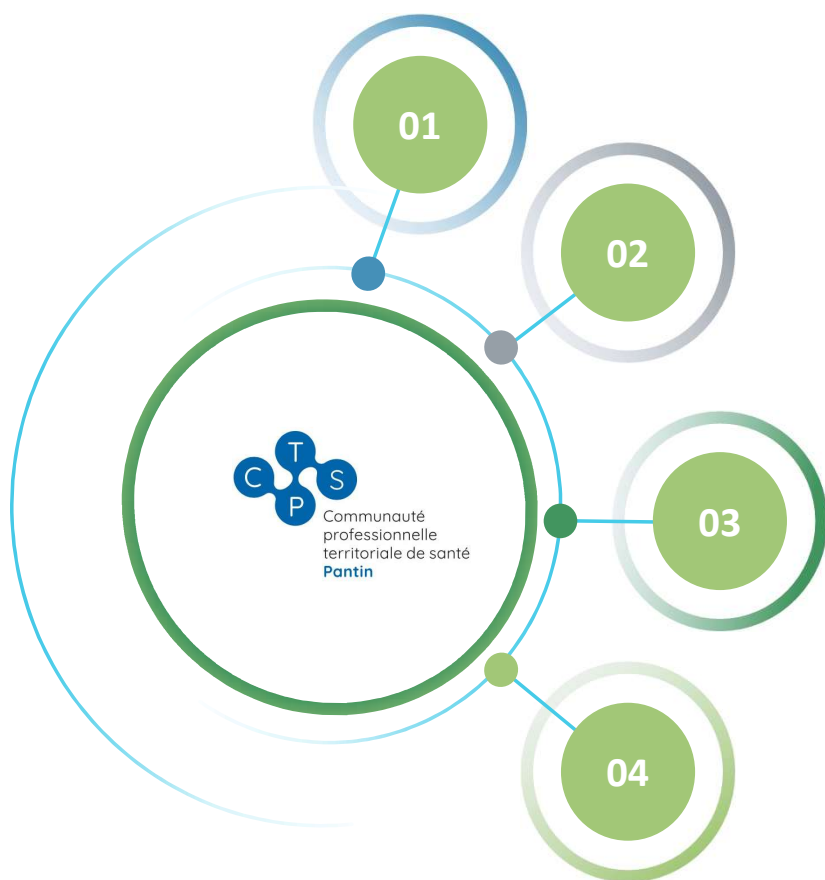 01
02
T
C S
P
Communauté
professionnelle
territoriale de santé
Pantin
03
04